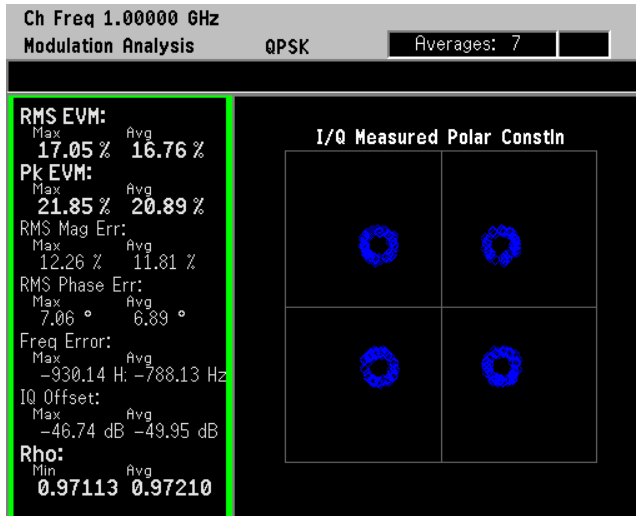 Ch Freq 1.00000 GHz
Modulation Analysis QPSK Averages: 7
RMS EVM:
Max Avg
17.05 % 16.76 %
Pk EVM:
Max Avg
21.85 % 20.89 %
RMS Mag Err:
Max Avg
12.26 % 11.81 %
RMS Phase Err:
Max Avg
7.06 ° 6.89 °
Freq Error:
Max Avg
-930.14 H: -788.13 Hz
IQ Offset:
Max Avg
-46.74 dB -49.95 dB
Rho:
Min Avg
0.97113 0.97210
I/Q Measured Polar Constln